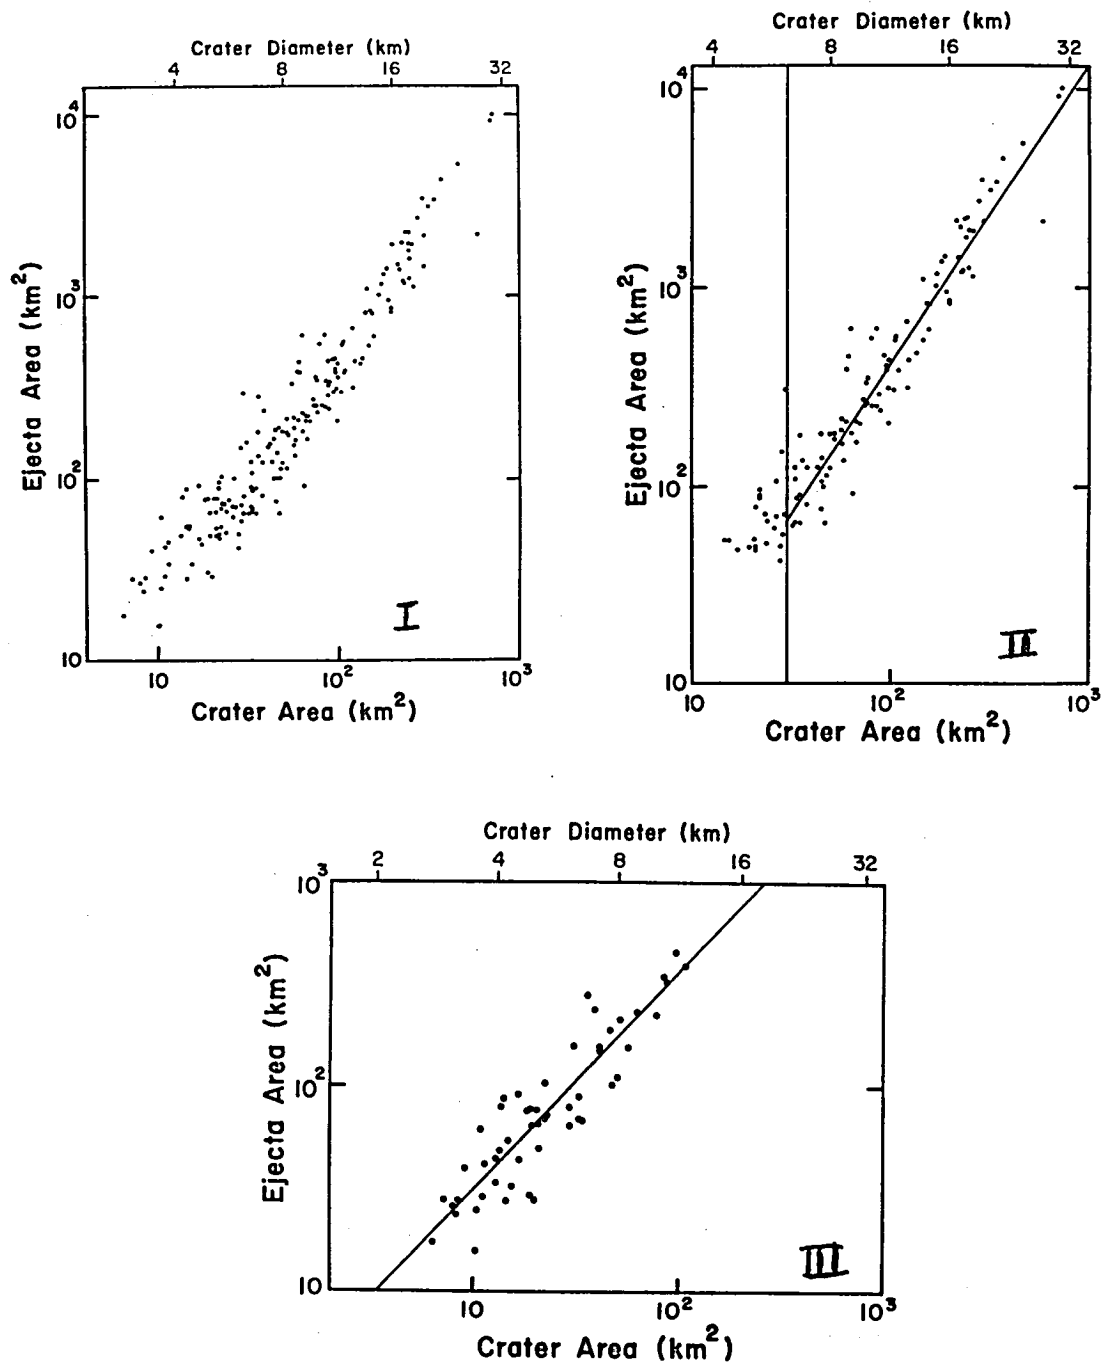 Crater Diameter (km)
4 8 16 32
10^4
10^3
10^2
10
Ejecta Area (km^2)
I
10 10^2 10^3
Crater Area (km^2)
Crater Diameter (km)
4 8 16 32
10^4
10^3
10^2
10
Ejecta Area (km^2)
II
10 10^2 10^3
Crater Area (km^2)
Crater Diameter (km)
2 4 8 16 32
10^3
10^2
10
Ejecta Area (km^2)
III
10 10^2 10^3
Crater Area (km^2)